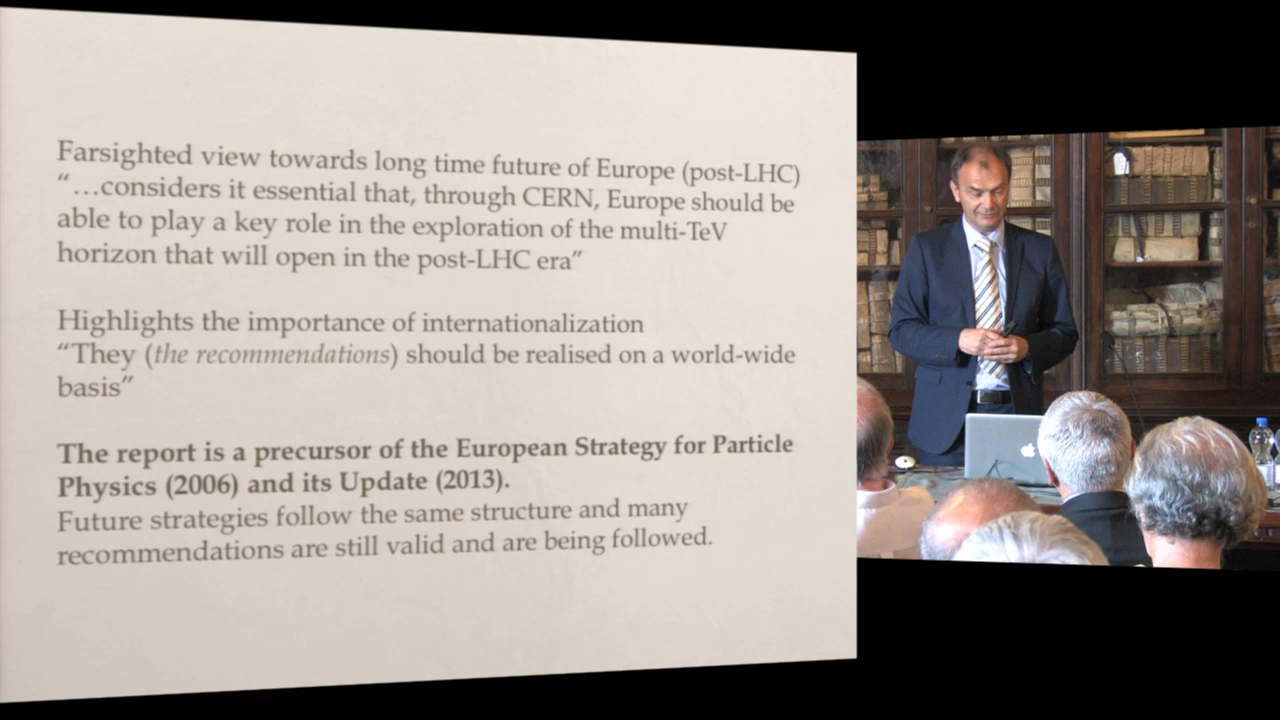 Farsighted view towards long time future of Europe (post-LHC)
“…considers it essential that, through CERN, Europe should be
able to play a key role in the exploration of the multi-TeV
horizon that will open in the post-LHC era”
Highlights the importance of internationalization
“They (the recommendations) should be realised on a world-wide
basis”
The report is a precursor of the European Strategy for Particle
Physics (2006) and its Update (2013).
Future strategies follow the same structure and many
recommendations are still valid and are being followed.